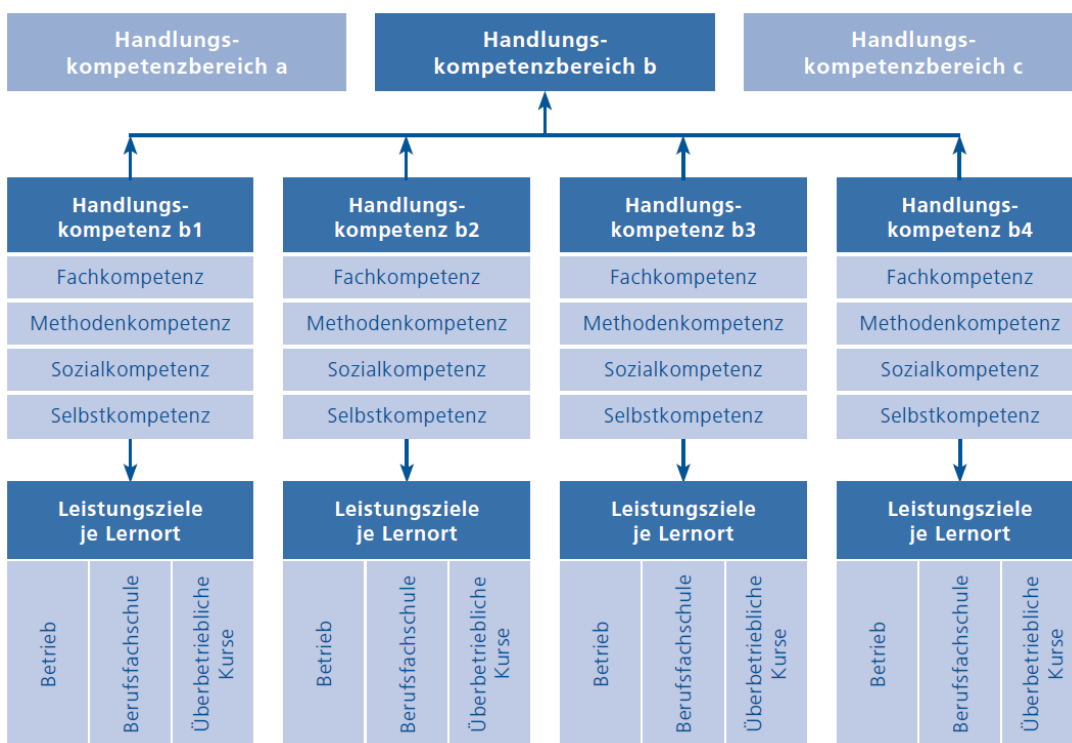 Handlungs-
kompetenzbereich a
Handlungs-
kompetenzbereich b
Handlungs-
kompetenzbereich c
Handlungs-
kompetenz b1
Fachkompetenz
Methodenkompetenz
Sozialkompetenz
Selbstkompetenz
Leistungsziele
je Lernort
Betrieb
Berufsfachschule
Überbetriebliche
Kurse
Handlungs-
kompetenz b2
Fachkompetenz
Methodenkompetenz
Sozialkompetenz
Selbstkompetenz
Leistungsziele
je Lernort
Betrieb
Berufsfachschule
Überbetriebliche
Kurse
Handlungs-
kompetenz b3
Fachkompetenz
Methodenkompetenz
Sozialkompetenz
Selbstkompetenz
Leistungsziele
je Lernort
Betrieb
Berufsfachschule
Überbetriebliche
Kurse
Handlungs-
kompetenz b4
Fachkompetenz
Methodenkompetenz
Sozialkompetenz
Selbstkompetenz
Leistungsziele
je Lernort
Betrieb
Berufsfachschule
Überbetriebliche
Kurse